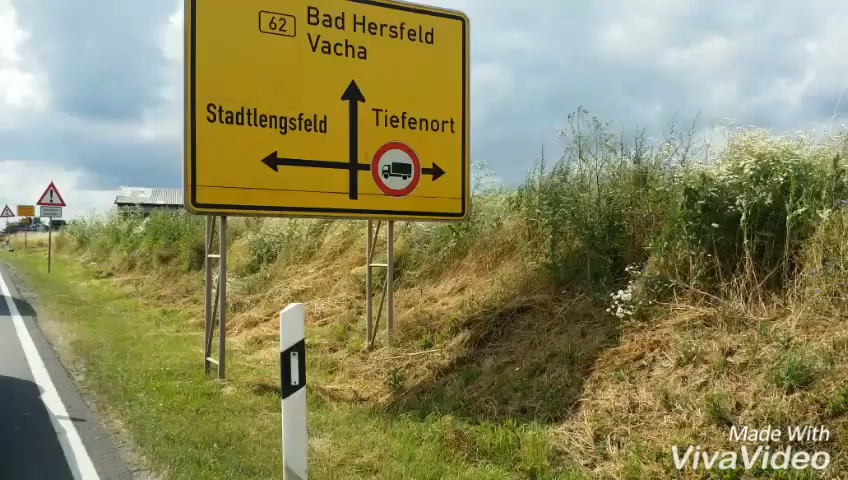 62
Bad Hersfeld
Vacha
Stadtlengsfeld
Tiefenort
Made With
VivaVideo